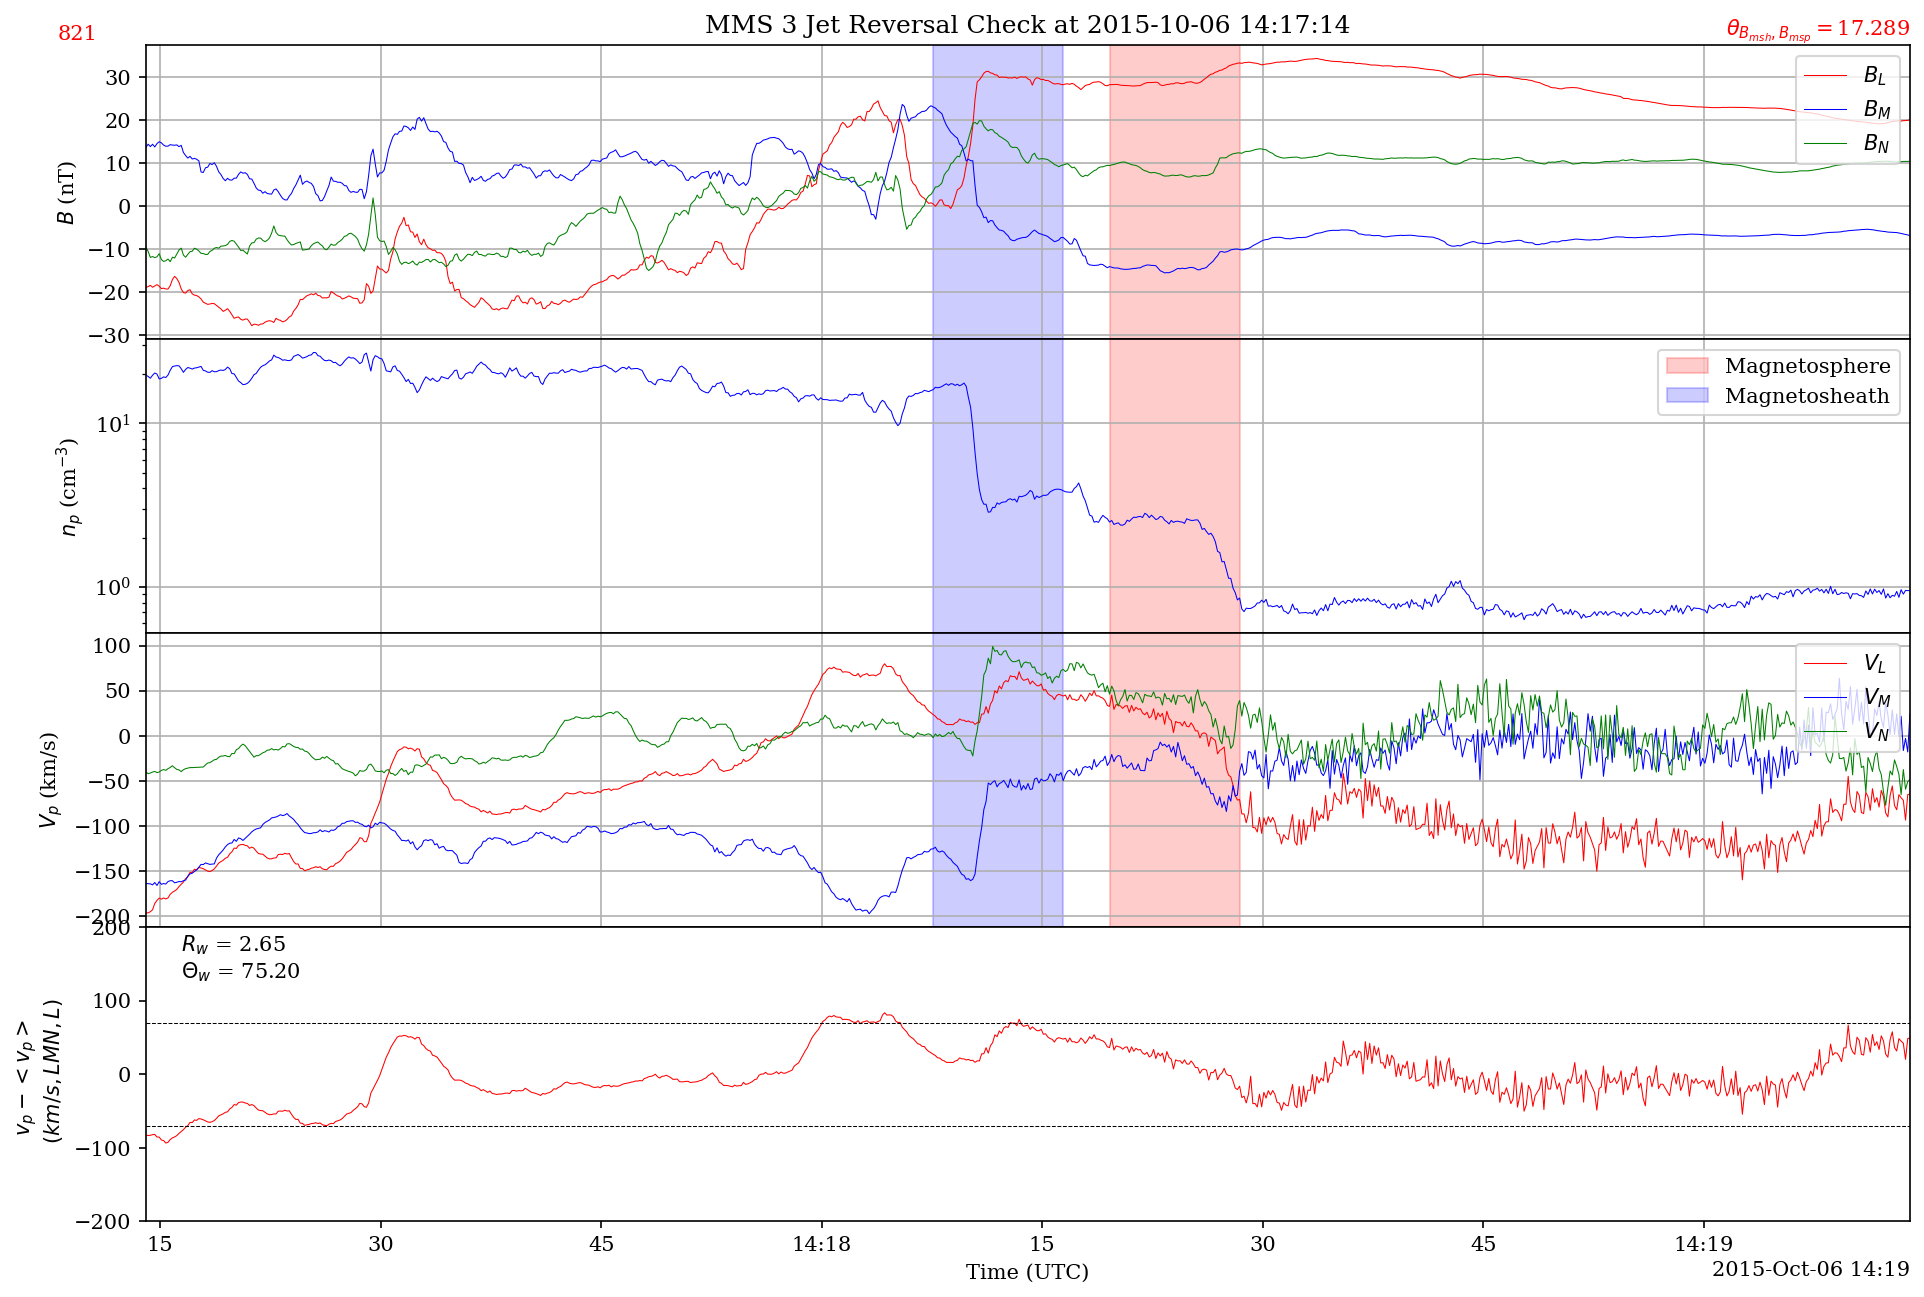 MMS 3 Jet Reversal Check at 2015-10-06 14:17:14
821
θ_{B_{msh}, B_{msp}} = 17.289
30
20
10
0
−10
−20
−30
B (nT)
B_L
B_M
B_N
10^1
10^0
n_p (cm^{−3})
Magnetosphere
Magnetosheath
100
50
0
−50
−100
−150
−200
V_p (km/s)
V_L
V_M
V_N
200
100
0
−100
−200
v_p − < v_p >
(km/s, LMN, L)
R_w = 2.65
Θ_w = 75.20
15
30
45
14:18
15
30
45
14:19
Time (UTC)
2015-Oct-06 14:19